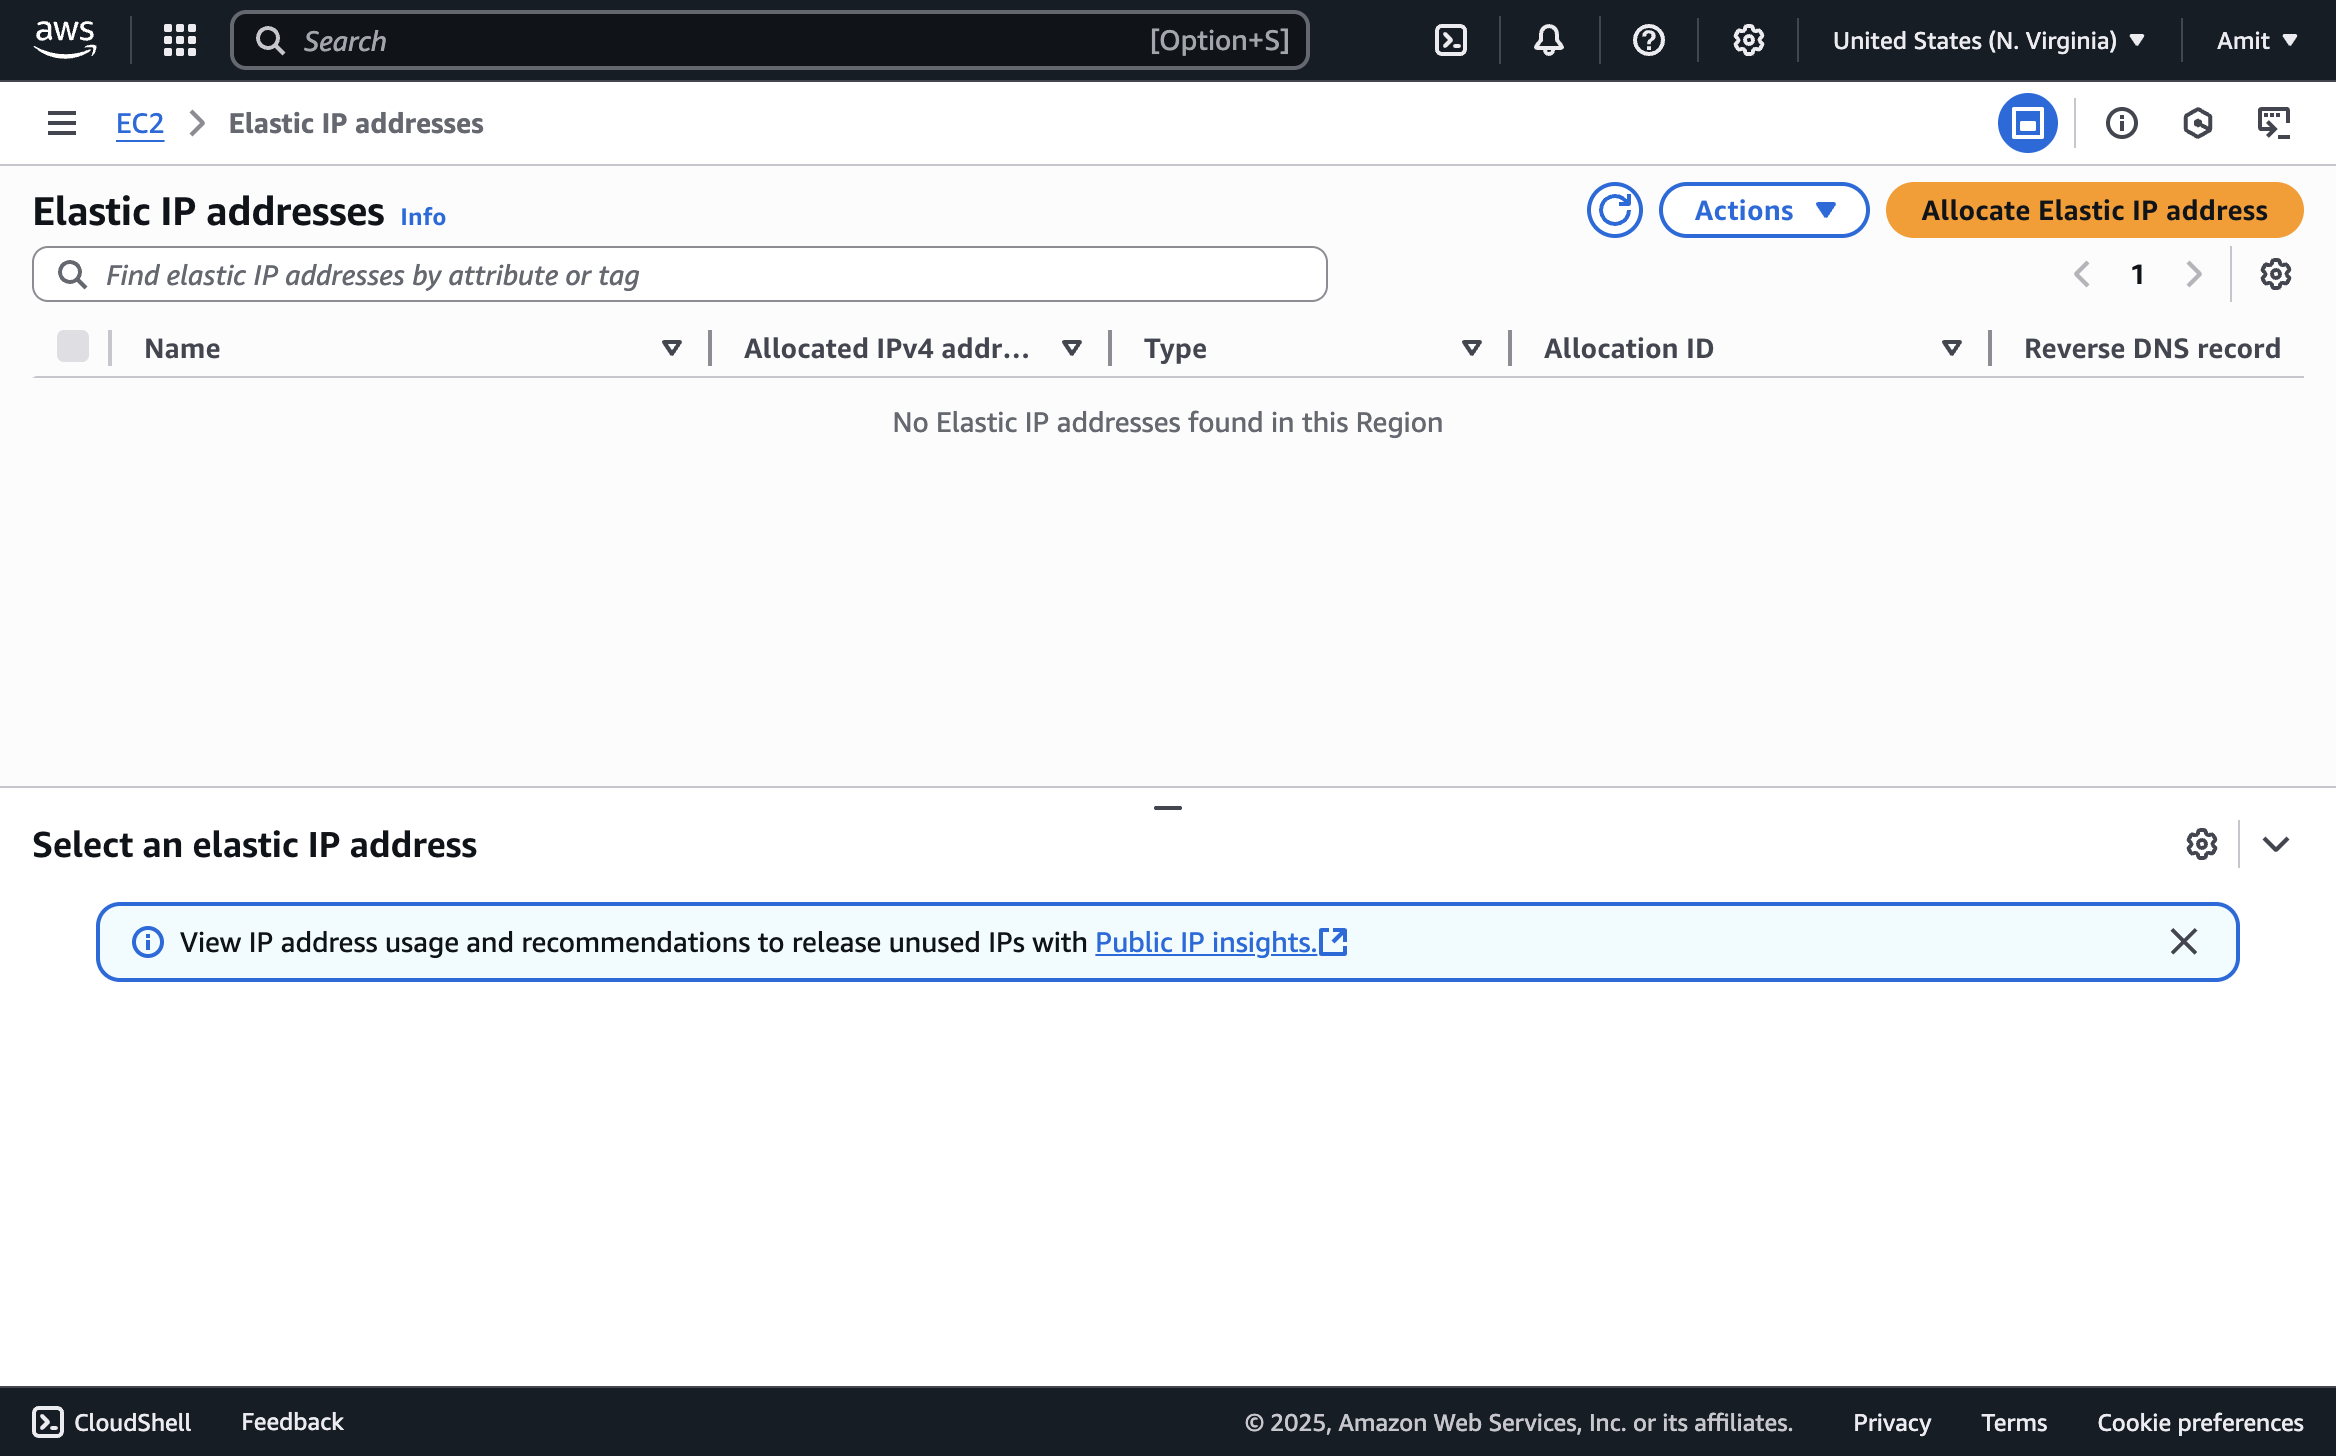 aws
Search [Option+S]
United States (N. Virginia)
Amit
EC2 Elastic IP addresses
Elastic IP addresses Info
Actions
Allocate Elastic IP address
Find elastic IP addresses by attribute or tag
1
Name Allocated IPv4 addr... Type Allocation ID Reverse DNS record
No Elastic IP addresses found in this Region
Select an elastic IP address
View IP address usage and recommendations to release unused IPs with Public IP insights.
CloudShell Feedback © 2025, Amazon Web Services, Inc. or its affiliates. Privacy Terms Cookie preferences